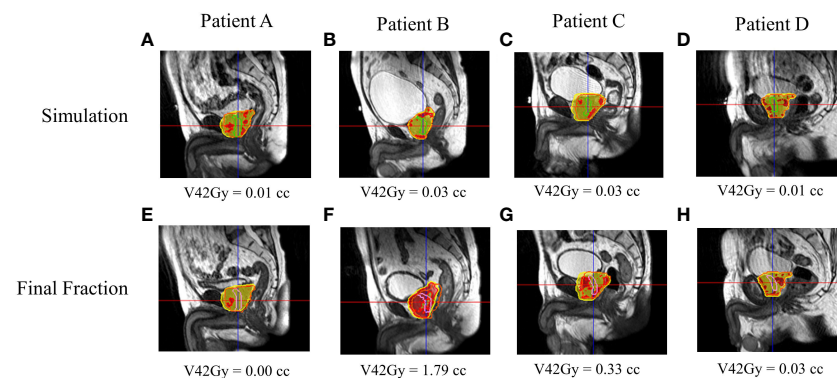 Patient A Patient B Patient C Patient D
A B C D
Simulation
V42Gy = 0.01 cc V42Gy = 0.03 cc V42Gy = 0.03 cc V42Gy = 0.01 cc
E F G H
Final Fraction
V42Gy = 0.00 cc V42Gy = 1.79 cc V42Gy = 0.33 cc V42Gy = 0.03 cc